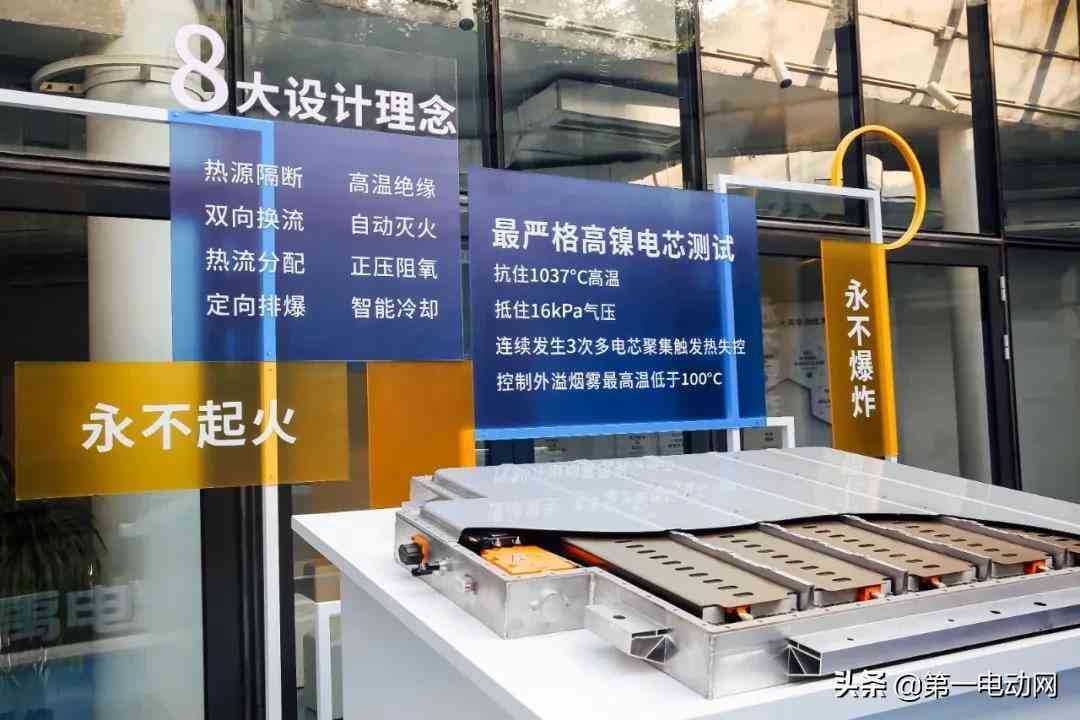 8大设计理念
热源隔断 高温绝缘
双向换流 自动灭火
热流分配 正压阻氧
定向排爆 智能冷却
永不起火
最严格高镍电芯测试
抗住1037°C高温
抵住16kPa气压
连续发生3次多电芯聚集触发热失控
控制外溢烟雾最高温低于100°C
永不爆炸
头条 @第一电动网